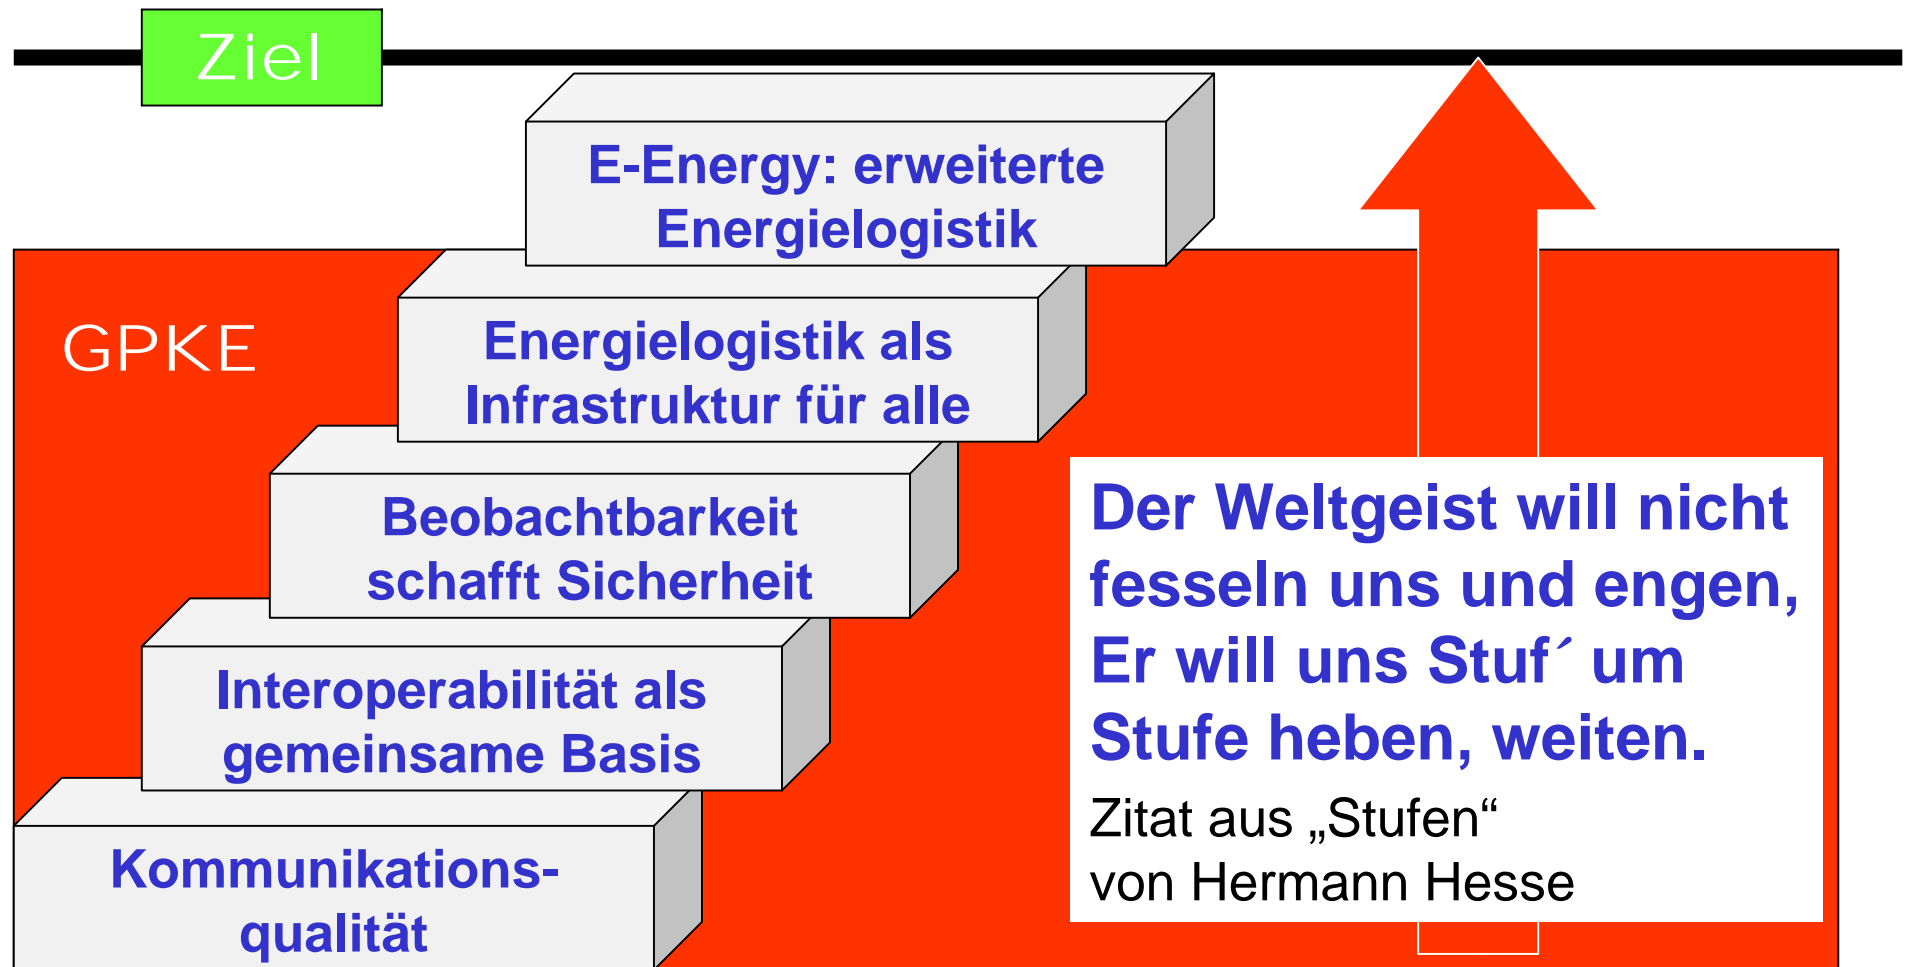 Ziel
E-Energy: erweiterte
Energielogistik
GPKE
Energielogistik als
Infrastruktur für alle
Beobachtbarkeit
schafft Sicherheit
Interoperabilität als
gemeinsame Basis
Kommunikations-
qualität
Der Weltgeist will nicht
fesseln uns und engen,
Er will uns Stuf´ um
Stufe heben, weiten.
Zitat aus „Stufen“
von Hermann Hesse